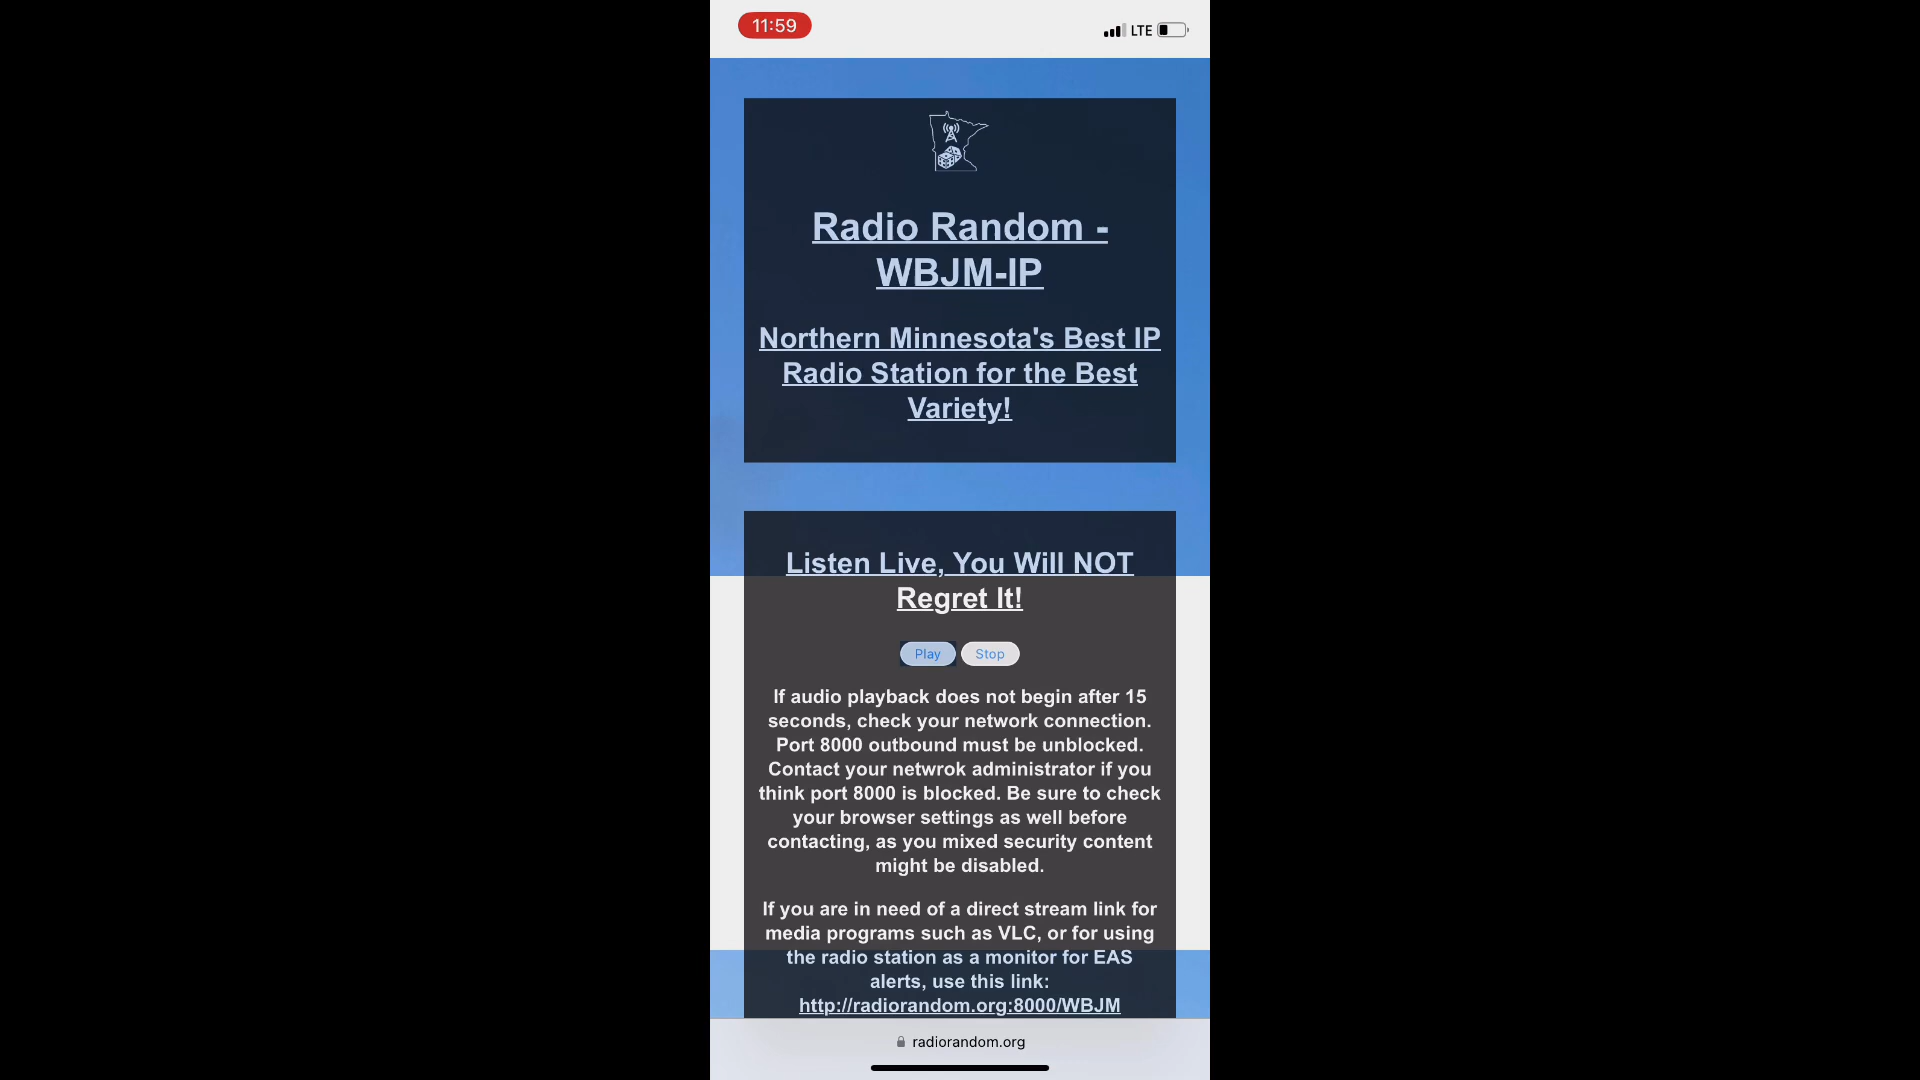 11:59
LTE
Radio Random -
WBJM-IP
Northern Minnesota's Best IP
Radio Station for the Best
Variety!
Listen Live, You Will NOT
Regret It!
Play Stop
If audio playback does not begin after 15
seconds, check your network connection.
Port 8000 outbound must be unblocked.
Contact your netwrok administrator if you
think port 8000 is blocked. Be sure to check
your browser settings as well before
contacting, as you mixed security content
might be disabled.
If you are in need of a direct stream link for
media programs such as VLC, or for using
the radio station as a monitor for EAS
alerts, use this link:
http://radiorandom.org:8000/WBJM
radiorandom.org